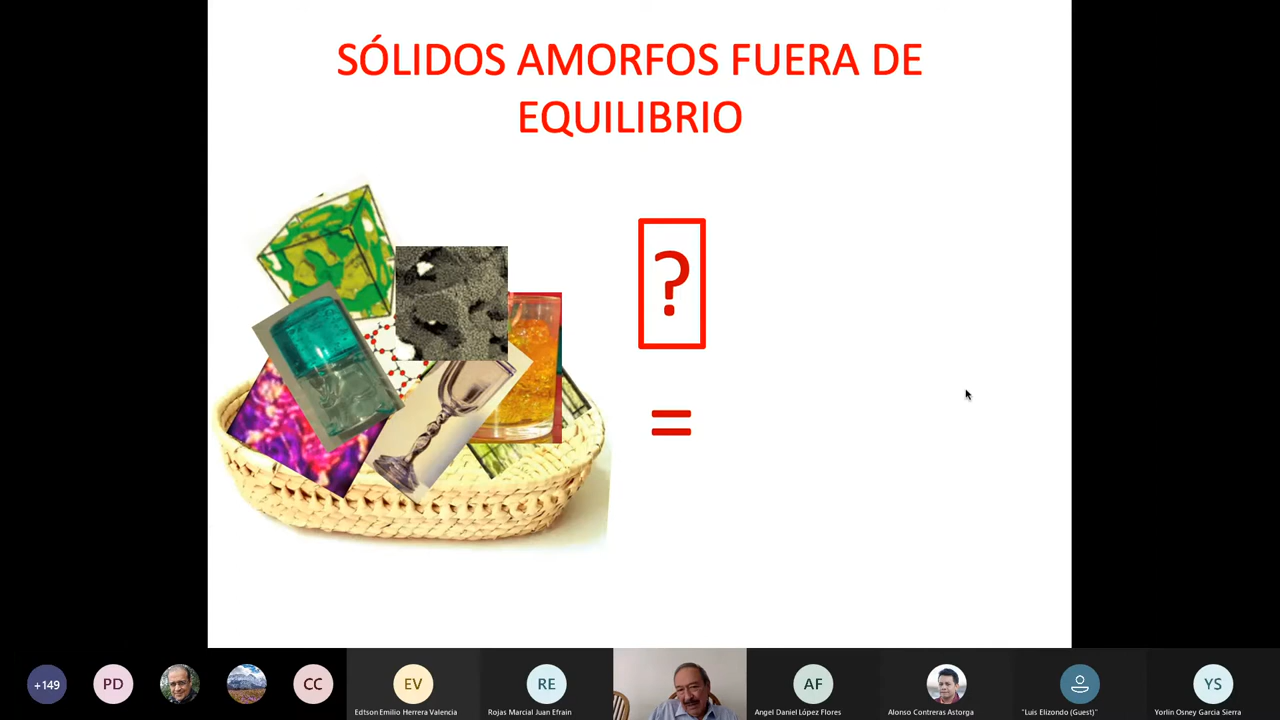 SÓLIDOS AMORFOS FUERA DE
EQUILIBRIO
?
=
+149
PD
CC
EV
Edtson Emilio Herrera Valencia
RE
Rojas Marcial Juan Efrain
AF
Angel Daniel López Flores
Alonso Contreras Astorga
"Luis Elizondo (Guest)"
YS
Yorlin Osney Garcia Sierra